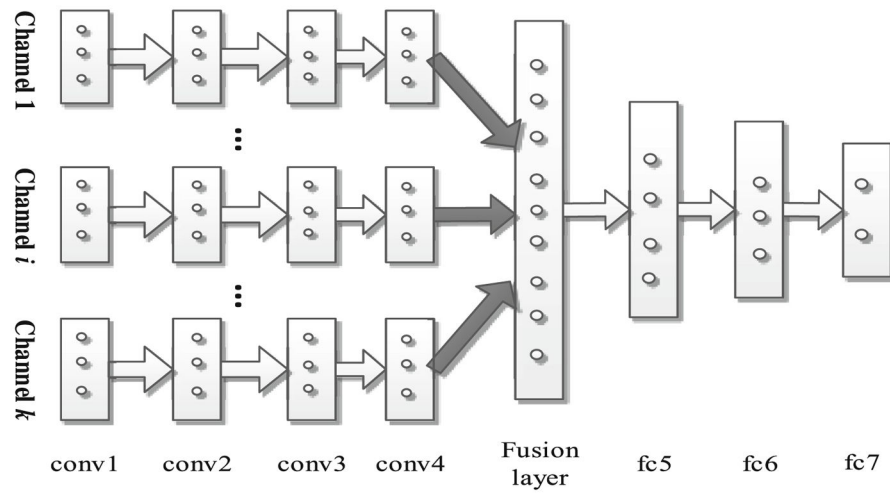 Channel 1
Channel i
Channel k
...
...
conv1
conv2
conv3
conv4
Fusion
layer
fc5
fc6
fc7